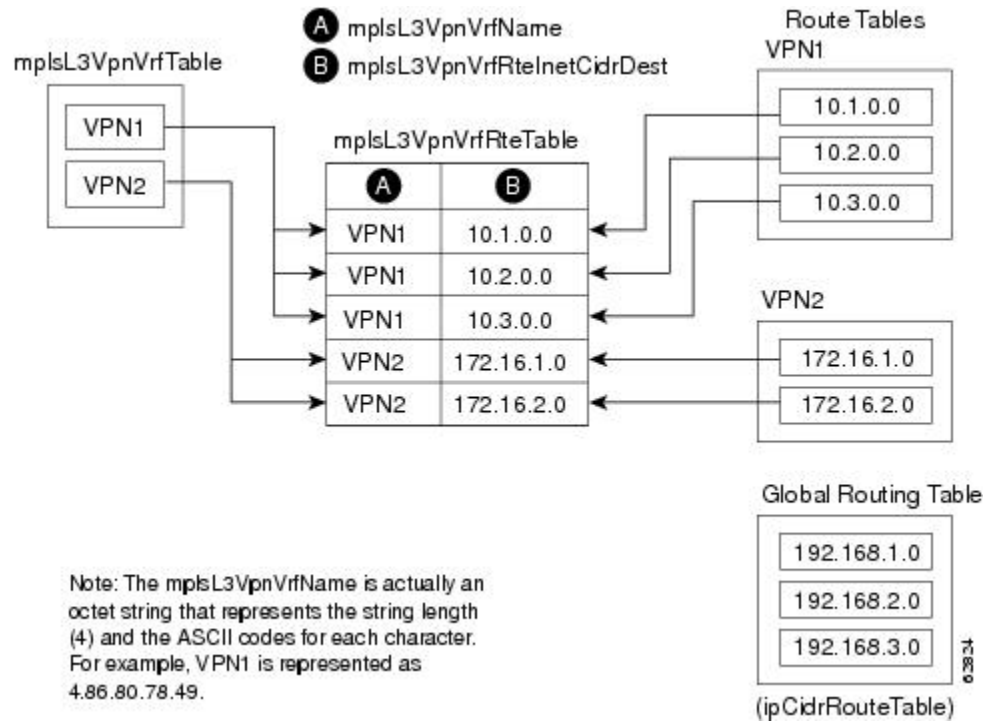 A mplsL3VpnVrfName
B mplsL3VpnVrfRteInetCidrDest
mplsL3VpnVrfTable
VPN1
VPN2
mplsL3VpnVrfRteTable
A B
VPN1 10.1.0.0
VPN1 10.2.0.0
VPN1 10.3.0.0
VPN2 172.16.1.0
VPN2 172.16.2.0
Route Tables
VPN1
10.1.0.0
10.2.0.0
10.3.0.0
VPN2
172.16.1.0
172.16.2.0
Global Routing Table
192.168.1.0
192.168.2.0
192.168.3.0
(ipCidrRouteTable)
Note: The mplsL3VpnVrfName is actually an
octet string that represents the string length
(4) and the ASCII codes for each character.
For example, VPN1 is represented as
4.86.80.78.49.